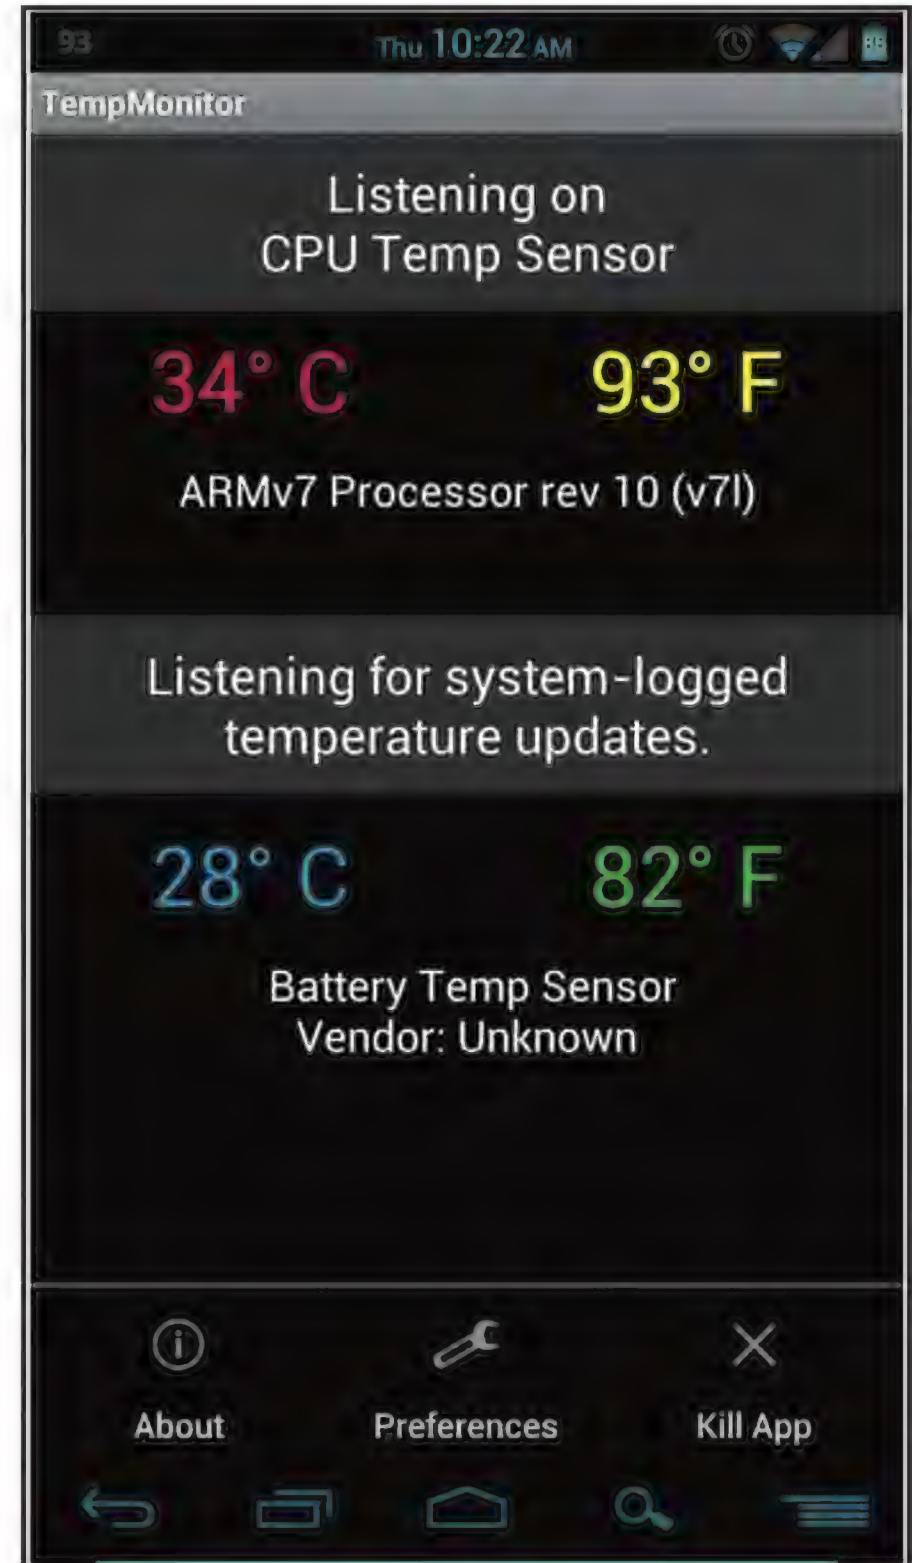 93 Thu 10:22 AM
TempMonitor
Listening on
CPU Temp Sensor
34° C 93° F
ARMv7 Processor rev 10 (v7l)
Listening for system-logged
temperature updates.
28° C 82° F
Battery Temp Sensor
Vendor: Unknown
About Preferences Kill App